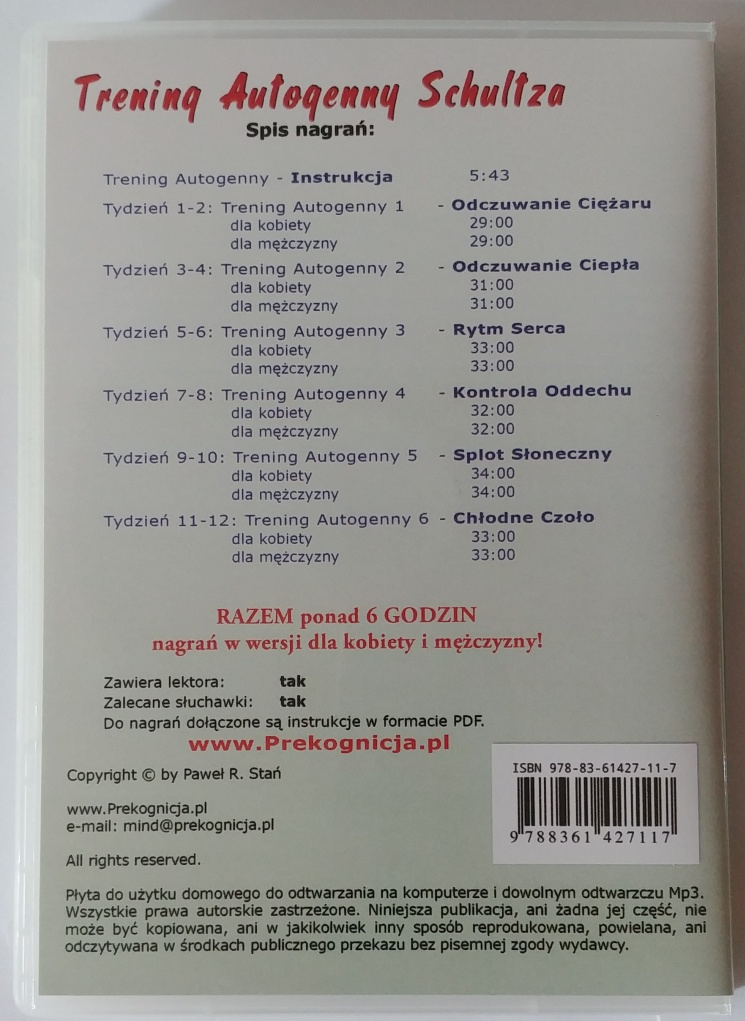 Trening Autogenny Schultza
Spis nagrań:
Trening Autogenny - Instrukcja 5:43
Tydzień 1-2: Trening Autogenny 1 - Odczuwanie Ciężaru
dla kobiety 29:00
dla mężczyzny 29:00
Tydzień 3-4: Trening Autogenny 2 - Odczuwanie Ciepła
dla kobiety 31:00
dla mężczyzny 31:00
Tydzień 5-6: Trening Autogenny 3 - Rytm Serca
dla kobiety 33:00
dla mężczyzny 33:00
Tydzień 7-8: Trening Autogenny 4 - Kontrola Oddechu
dla kobiety 32:00
dla mężczyzny 32:00
Tydzień 9-10: Trening Autogenny 5 - Splot Słoneczny
dla kobiety 34:00
dla mężczyzny 34:00
Tydzień 11-12: Trening Autogenny 6 - Chłodne Czoło
dla kobiety 33:00
dla mężczyzny 33:00
RAZEM ponad 6 GODZIN
nagrań w wersji dla kobiety i mężczyzny!
Zawiera lektora: tak
Zalecane słuchawki: tak
Do nagrań dołączone są instrukcje w formacie PDF.
www.Prekognicja.pl
Copyright © by Paweł R. Stań
www.Prekognicja.pl
e-mail: mind@prekognicja.pl
All rights reserved.
ISBN 978-83-61427-11-7
9 788361 427117
Płyta do użytku domowego do odtwarzania na komputerze i dowolnym odtwarzczu Mp3.
Wszystkie prawa autorskie zastrzeżone. Niniejsza publikacja, ani żadna jej część, nie
może być kopiowana, ani w jakikolwiek inny sposób reprodukowana, powielana, ani
odczytywana w środkach publicznego przekazu bez pisemnej zgody wydawcy.